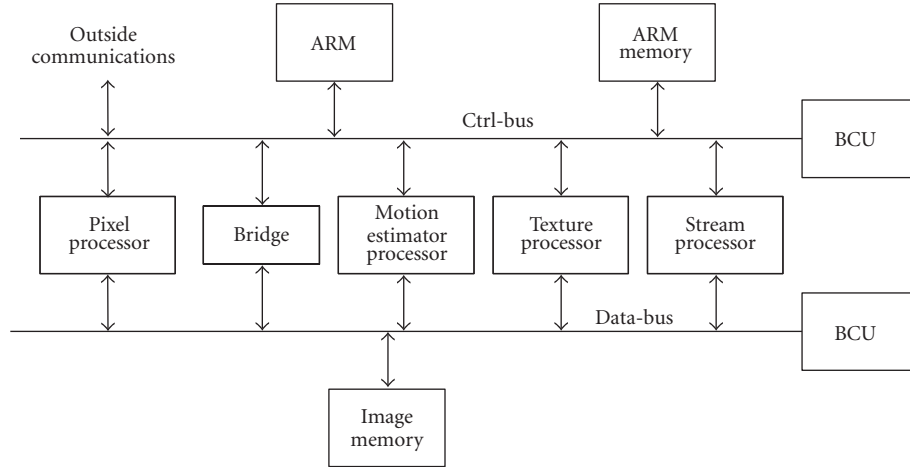 Outside
communications
ARM
ARM
memory
Ctrl-bus
BCU
Pixel
processor
Bridge
Motion
estimator
processor
Texture
processor
Stream
processor
Data-bus
BCU
Image
memory